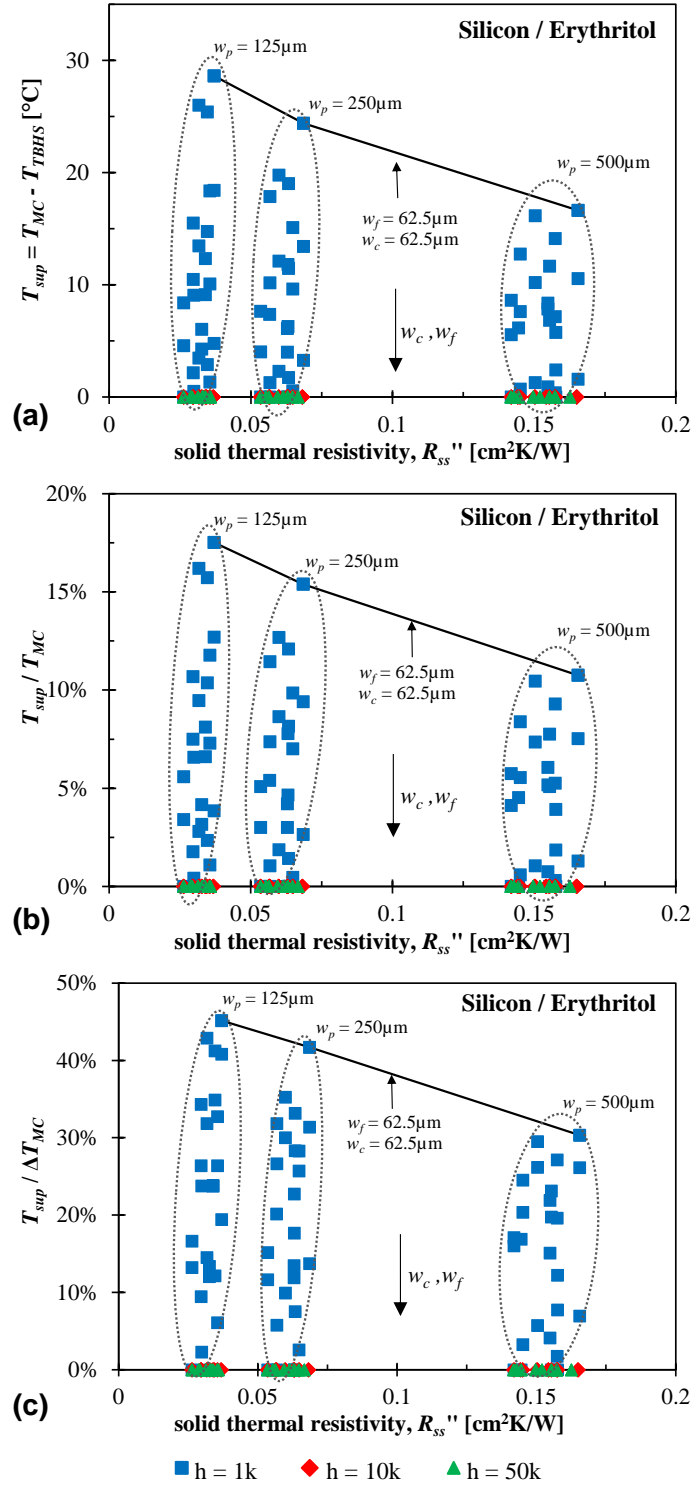 Silicon / Erythritol
w_p = 125µm
w_p = 250µm
w_p = 500µm
w_f = 62.5µm
w_c = 62.5µm
w_c , w_f
T_sup = T_MC - T_TBHS [°C]
30
20
10
0
0
0.05
0.1
0.15
0.2
(a)
solid thermal resistivity, R_ss" [cm²K/W]
Silicon / Erythritol
w_p = 125µm
w_p = 250µm
w_p = 500µm
w_f = 62.5µm
w_c = 62.5µm
w_c , w_f
T_sup / T_MC
20%
15%
10%
5%
0%
0
0.05
0.1
0.15
0.2
(b)
solid thermal resistivity, R_ss" [cm²K/W]
Silicon / Erythritol
w_p = 125µm
w_p = 250µm
w_p = 500µm
w_f = 62.5µm
w_c = 62.5µm
w_c , w_f
T_sup / ΔT_MC
50%
40%
30%
20%
10%
0%
0
0.05
0.1
0.15
0.2
(c)
solid thermal resistivity, R_ss" [cm²K/W]
h = 1k
h = 10k
h = 50k